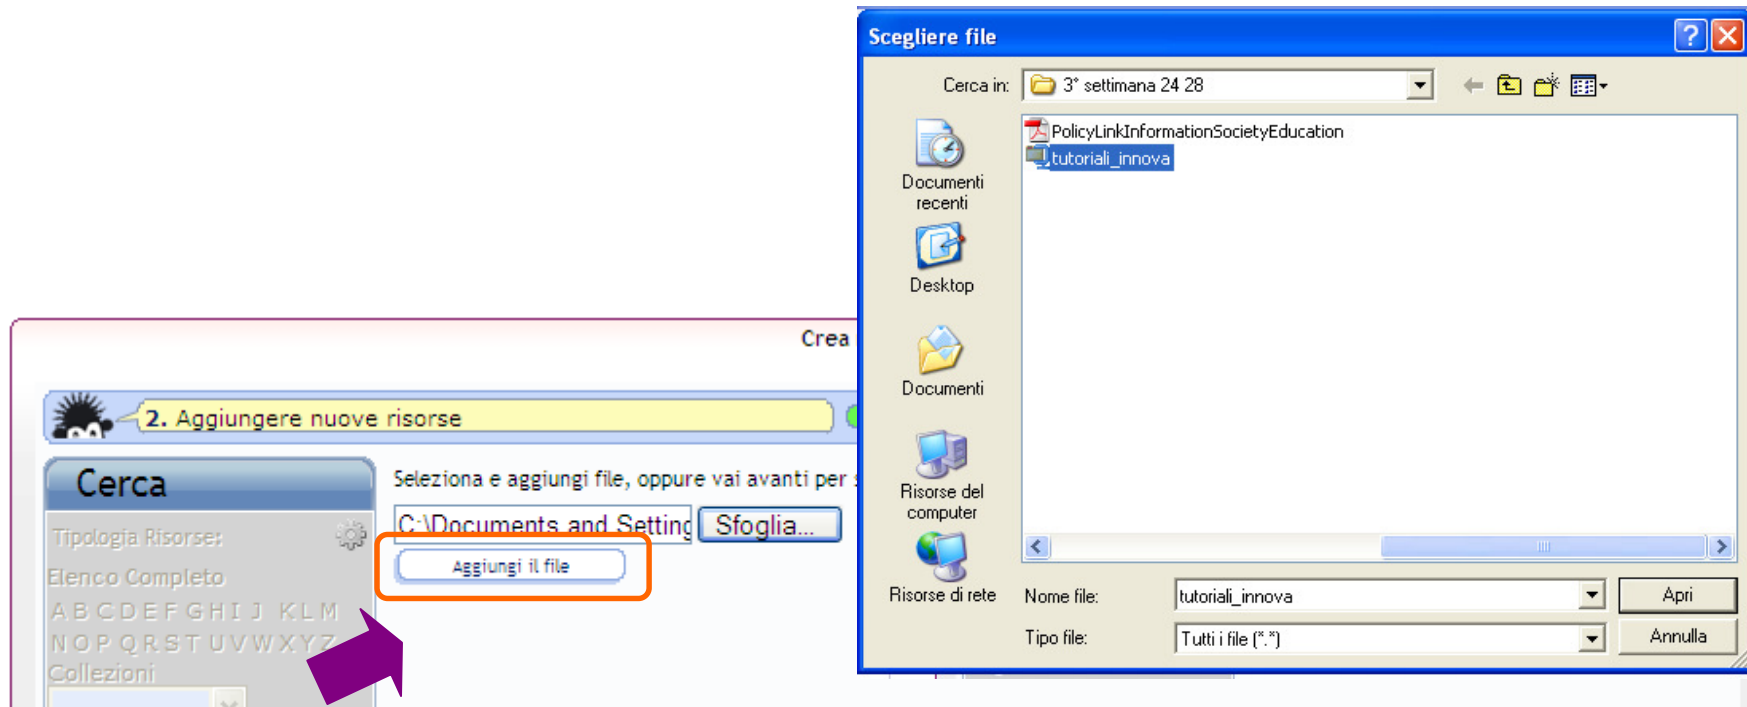 Scegliere file
Cerca in:
3° settimana 24 28
PolicyLinkInformationSocietyEducation
tutoriali_innova
Documenti
recenti
Desktop
Documenti
Risorse del
computer
Risorse di rete
Nome file:
tutoriali_innova
Apri
Tipo file:
Tutti i file (*.*)
Annulla
Crea
2. Aggiungere nuove risorse
Cerca
Seleziona e aggiungi file, oppure vai avanti per
C:\Documents and Setting
Sfoglia...
Aggiungi il file
Tipologia Risorse:
Elenco Completo
A B C D E F G H I J K L M
N O P Q R S T U V W X Y Z
Collezioni